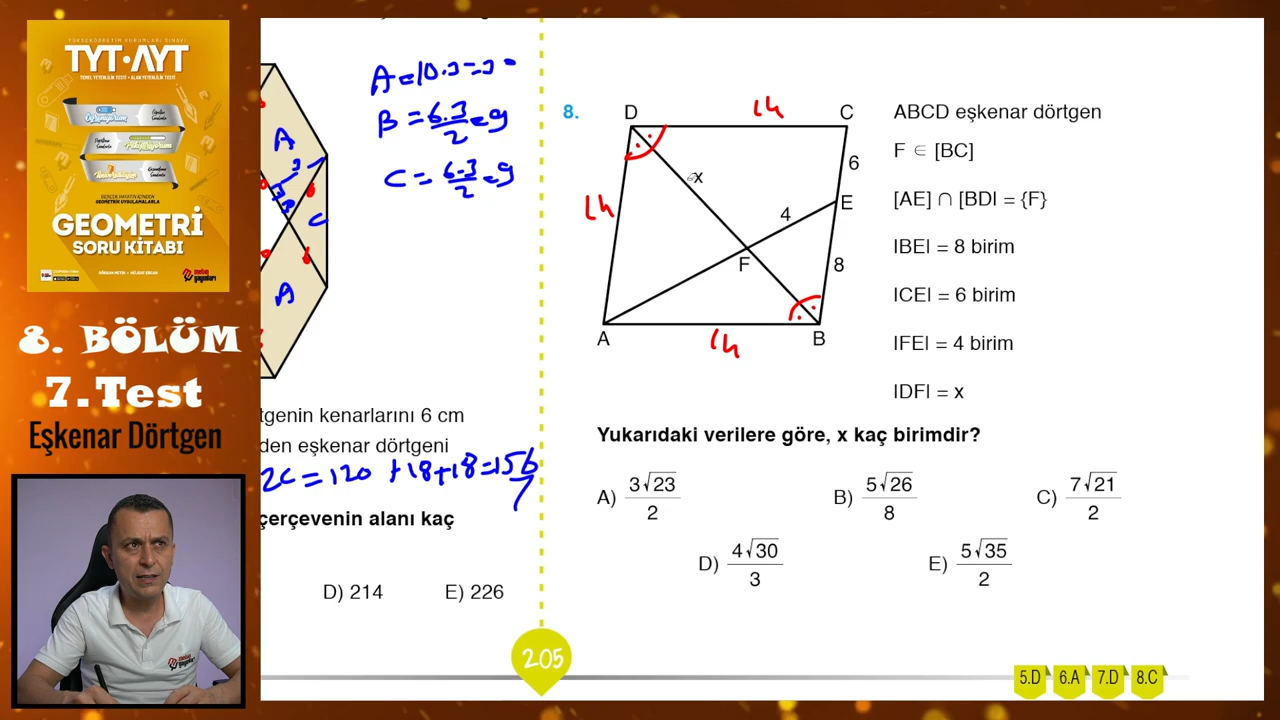 YÜKSEKÖĞRETİM KURUMLARI SINAVI
TYT•AYT
TEMEL YETERLİLİK TESTİ • ALAN YETERLİLİK TESTİ
GEOMETRİ
SORU KİTABI
8. BÖLÜM
7.Test
Eşkenar Dörtgen
A=10.3=30
B = 6.3/2 = 9
C = 6.3/2 = 9
A
C
A
tgenin kenarlarını 6 cm
den eşkenar dörtgeni
2C = 120 +18+18=156
çerçevenin alanı kaç
D) 214 E) 226
205
8.
D 14 C
x
6
14
4
E
F
8
A 14 B
ABCD eşkenar dörtgen
F ∈ [BC]
[AE] ∩ [BD] = {F}
|BE| = 8 birim
|CE| = 6 birim
|FE| = 4 birim
|DF| = x
Yukarıdaki verilere göre, x kaç birimdir?
A) 3√23/2 B) 5√26/8 C) 7√21/2
D) 4√30/3 E) 5√35/2
5.D 6.A 7.D 8.C